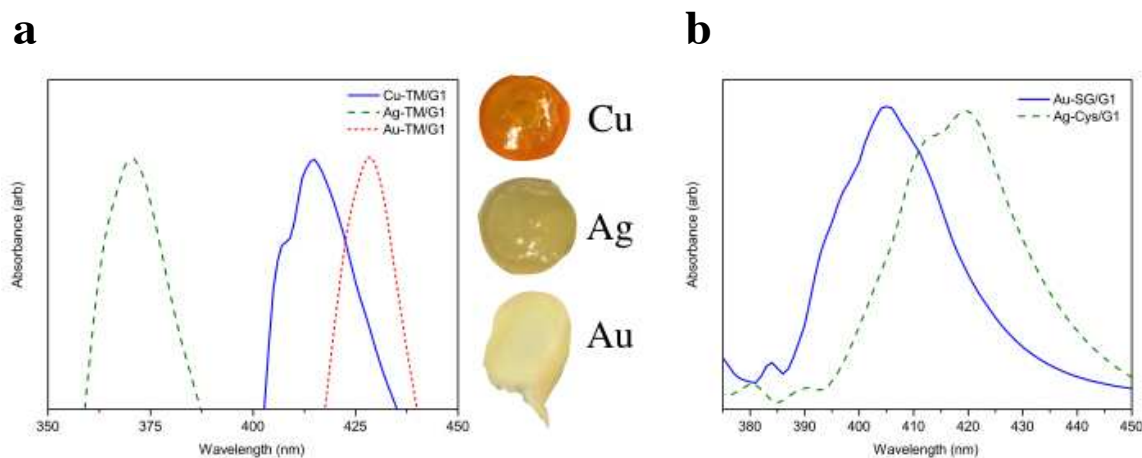 a
Absorbance (arb)
Cu-TM/G1
Ag-TM/G1
Au-TM/G1
350 375 400 425 450
Wavelength (nm)
Cu
Ag
Au
b
Absorbance (arb)
Au-SG/G1
Ag-Cys/G1
380 390 400 410 420 430 440 450
Wavelength (nm)